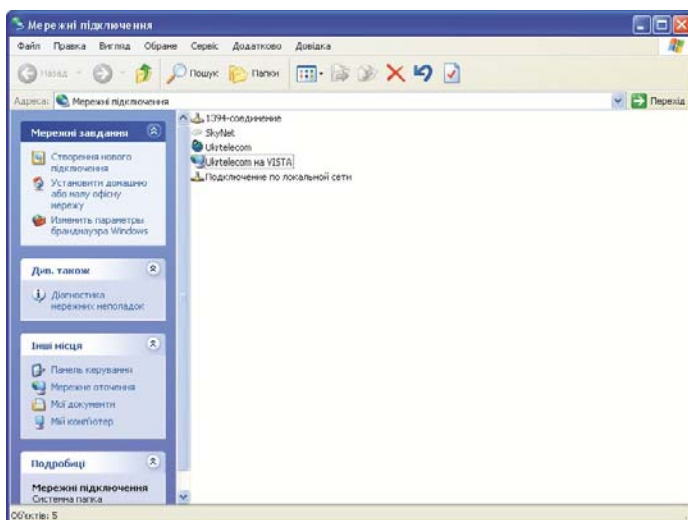 Мережні підключення
Файл Правка Вигляд Обране Сервіс Додатково Довідка
Назад Пошук Папки
Адреса: Мережні підключення Перехід
Мережні завдання
Створення нового
підключення
Установити домашню
або малу офісну
мережу
Изменить параметры
брандмауэра Windows
Див. також
Діагностика
мережних неполадок
Інші місця
Панель керування
Мережне оточення
Мої документи
Мій комп'ютер
Подробиці
Мережні підключення
Системна папка
1394-соединение
SkyNet
Ukrtelecom
Ukrtelecom на VISTA
Подключение по локальной сети
Об'єктів: 5